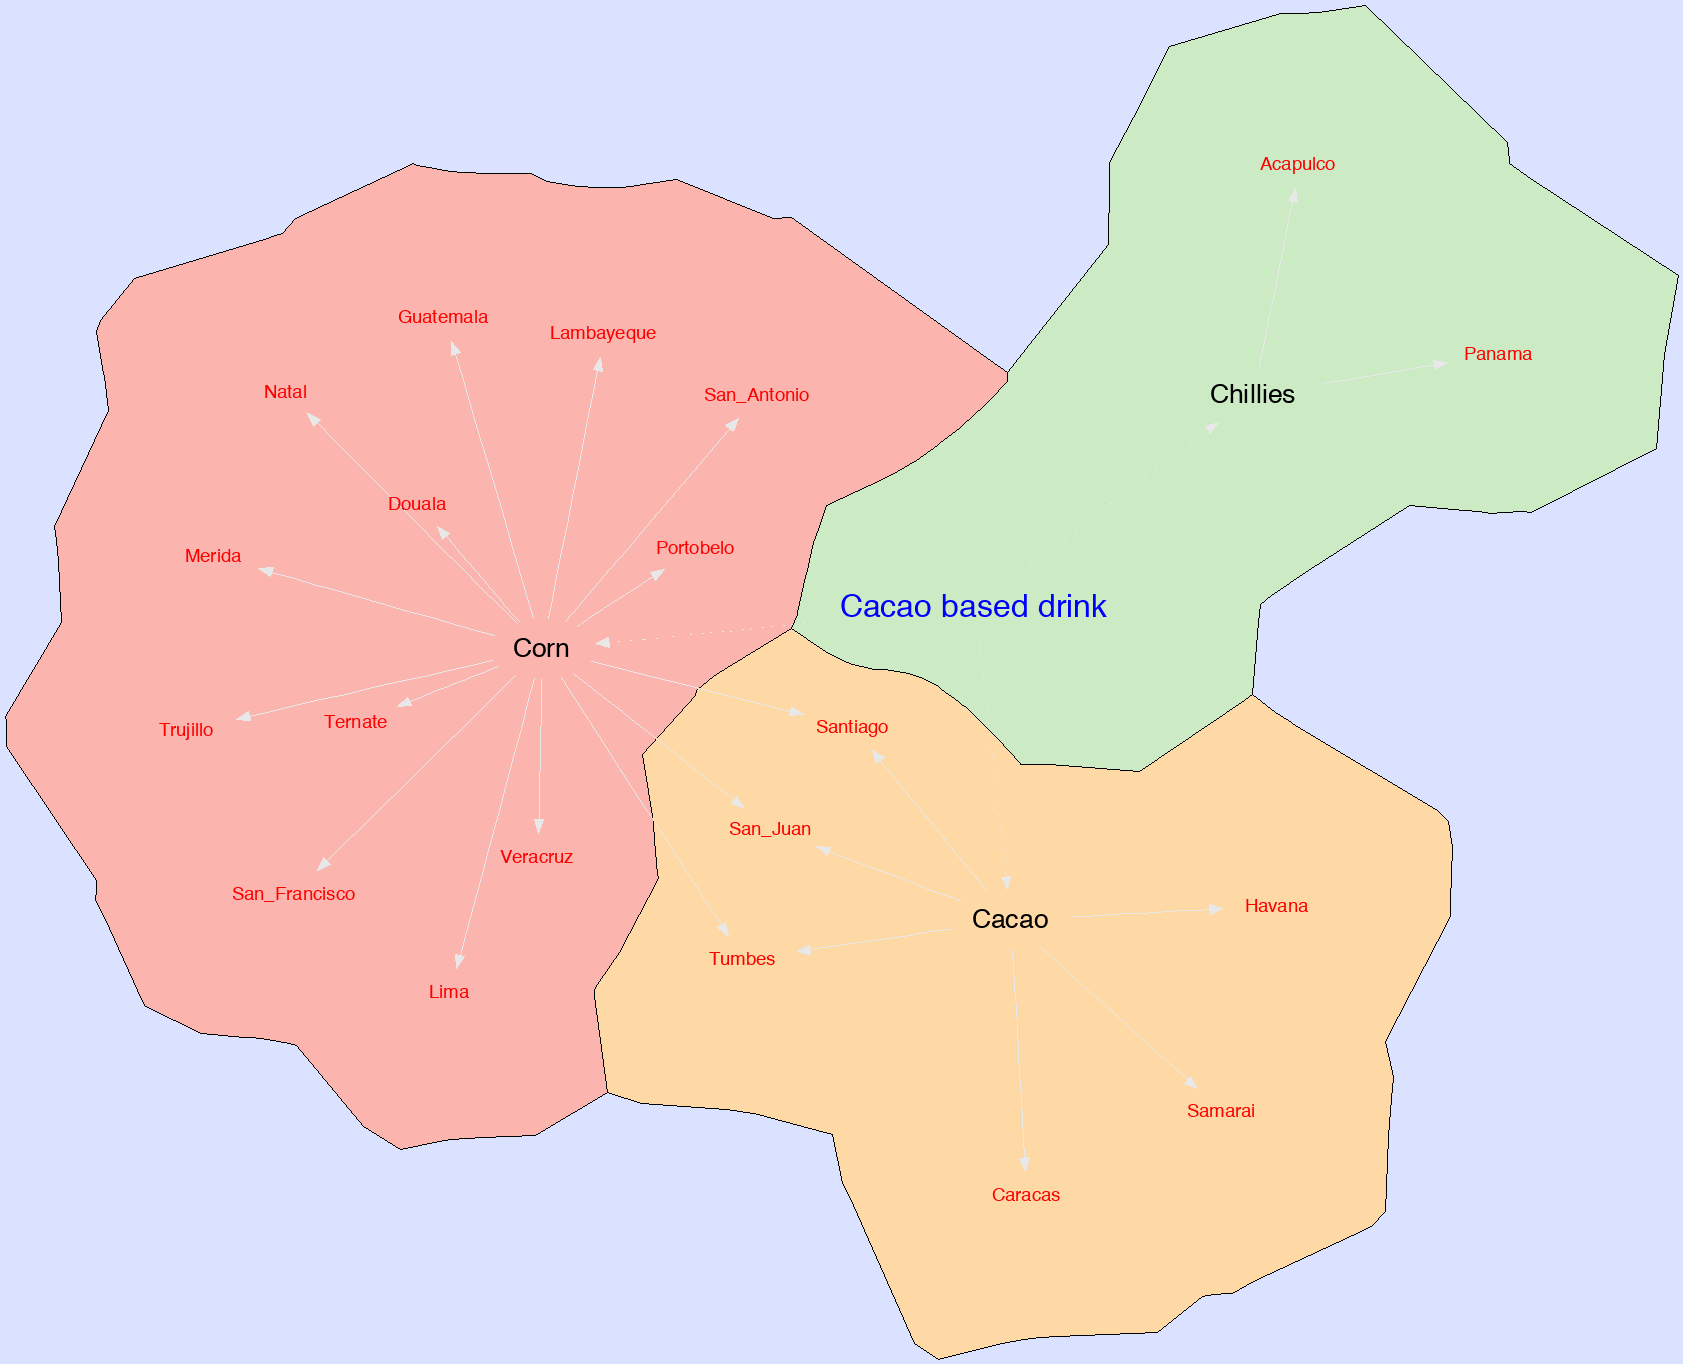 Acapulco
Guatemala
Lambayeque
Panama
Natal
San_Antonio
Chillies
Douala
Portobelo
Merida
Cacao based drink
Corn
Ternate
Santiago
Trujillo
San_Juan
Veracruz
San_Francisco
Havana
Cacao
Tumbes
Lima
Samarai
Caracas